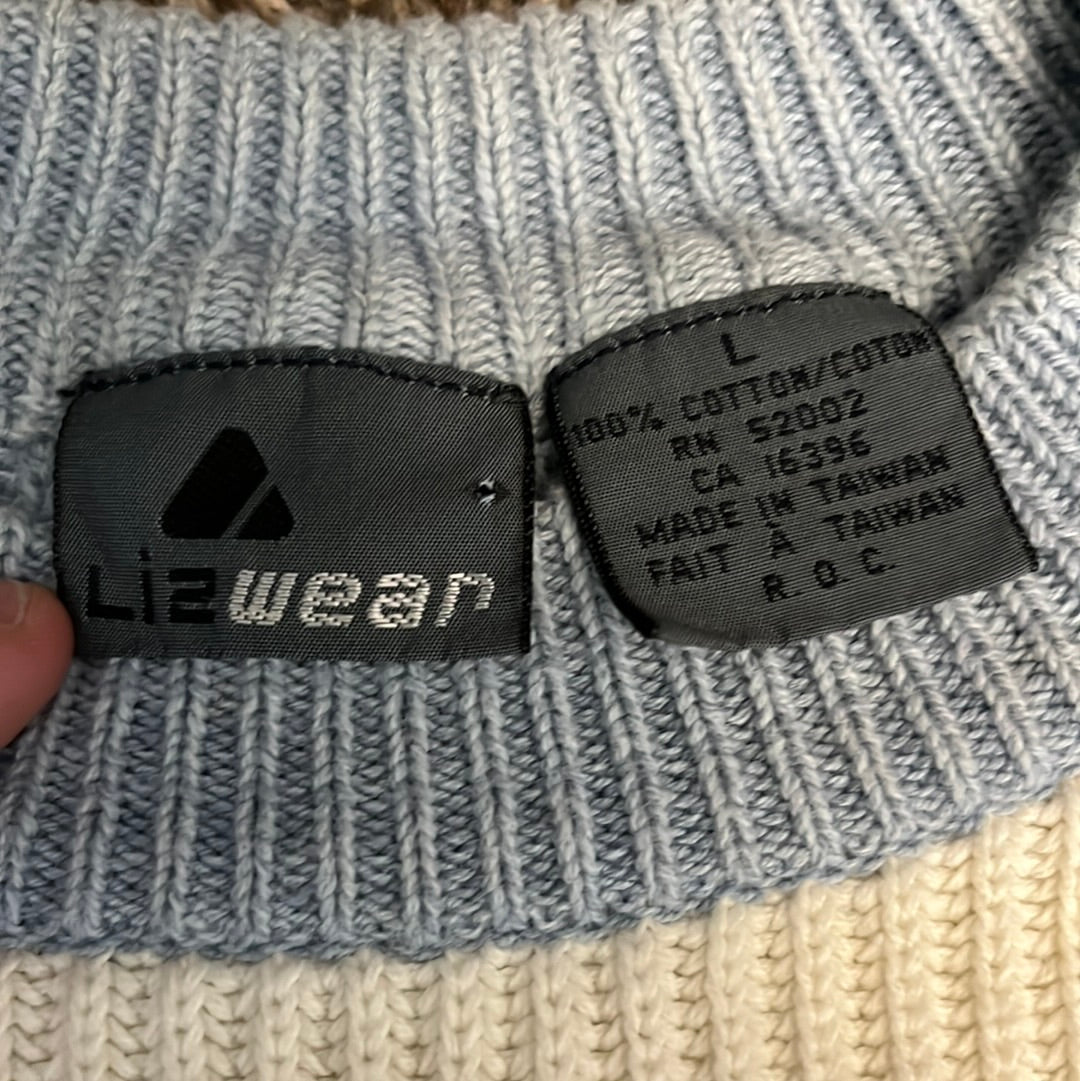 Lizwear
L
100% COTTON/COTON
RN 52002
CA 16396
MADE IN TAIWAN
FAIT À TAIWAN
R. O. C.